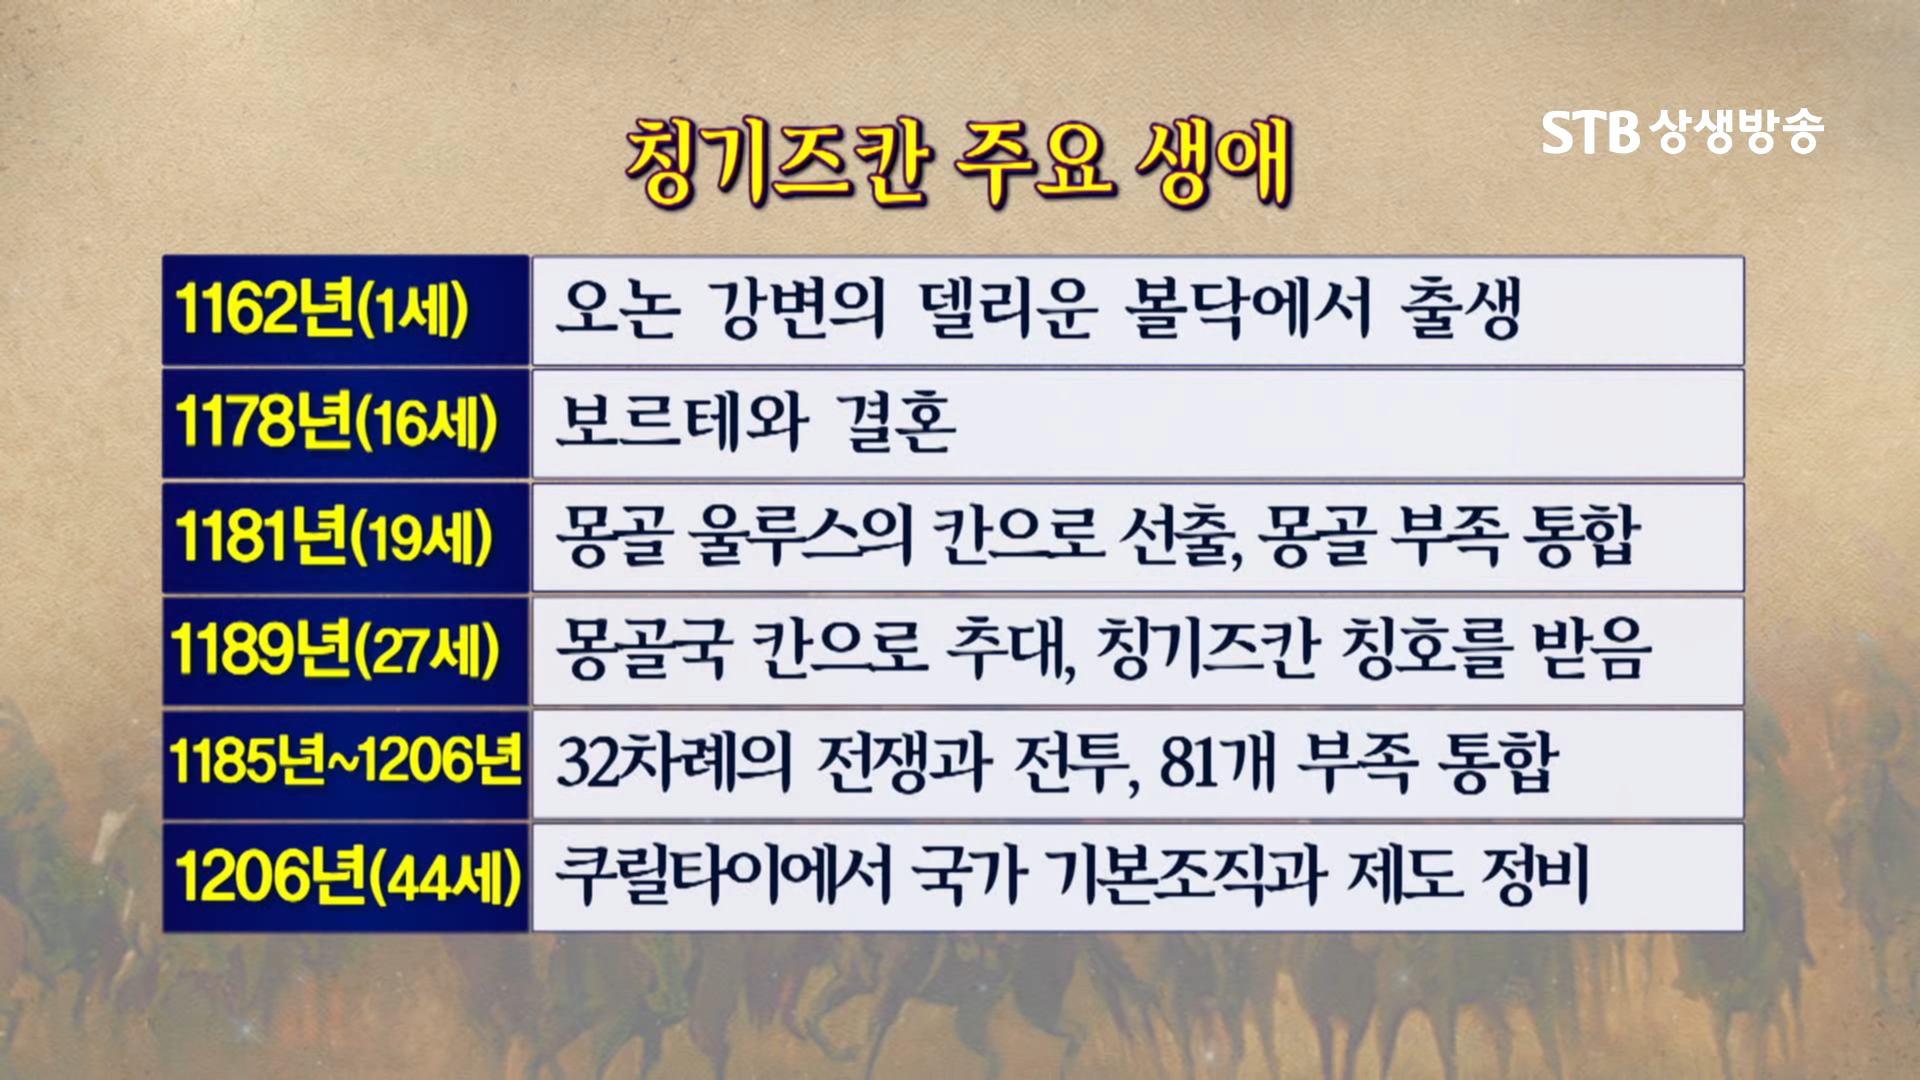 STB 상생방송
칭기즈칸 주요 생애
1162년(1세) 오논 강변의 델리운 볼닥에서 출생
1178년(16세) 보르테와 결혼
1181년(19세) 몽골 울루스의 칸으로 선출, 몽골 부족 통합
1189년(27세) 몽골국 칸으로 추대, 칭기즈칸 칭호를 받음
1185년~1206년 32차례의 전쟁과 전투, 81개 부족 통합
1206년(44세) 쿠릴타이에서 국가 기본조직과 제도 정비